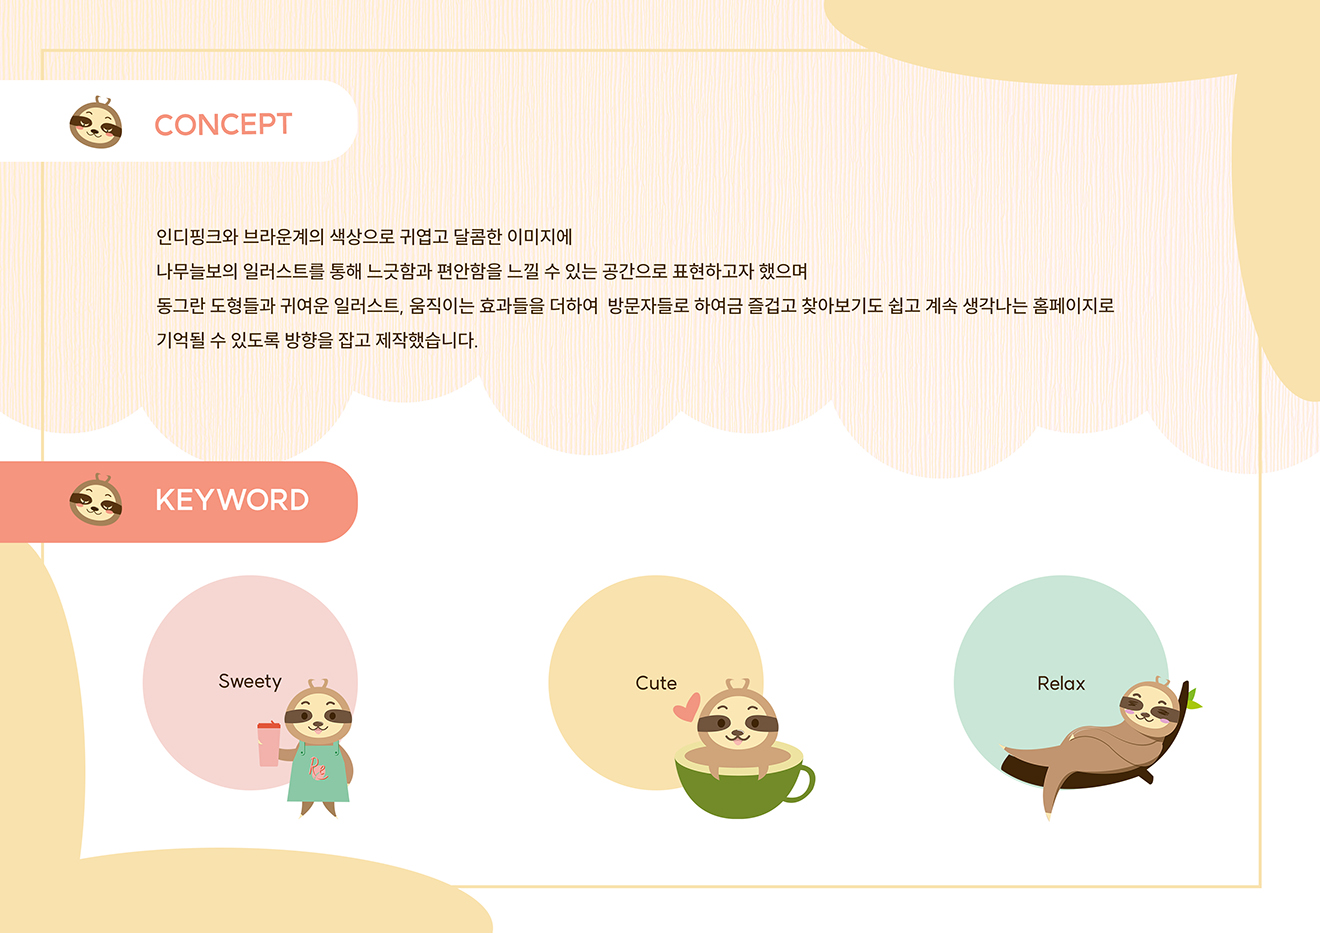 CONCEPT
인디핑크와 브라운계의 색상으로 귀엽고 달콤한 이미지에
나무늘보의 일러스트를 통해 느긋함과 편안함을 느낄 수 있는 공간으로 표현하고자 했으며
동그란 도형들과 귀여운 일러스트, 움직이는 효과들을 더하여 방문자들로 하여금 즐겁고 찾아보기도 쉽고 계속 생각나는 홈페이지로
기억될 수 있도록 방향을 잡고 제작했습니다.
KEYWORD
Sweety
Cute
Relax
Re